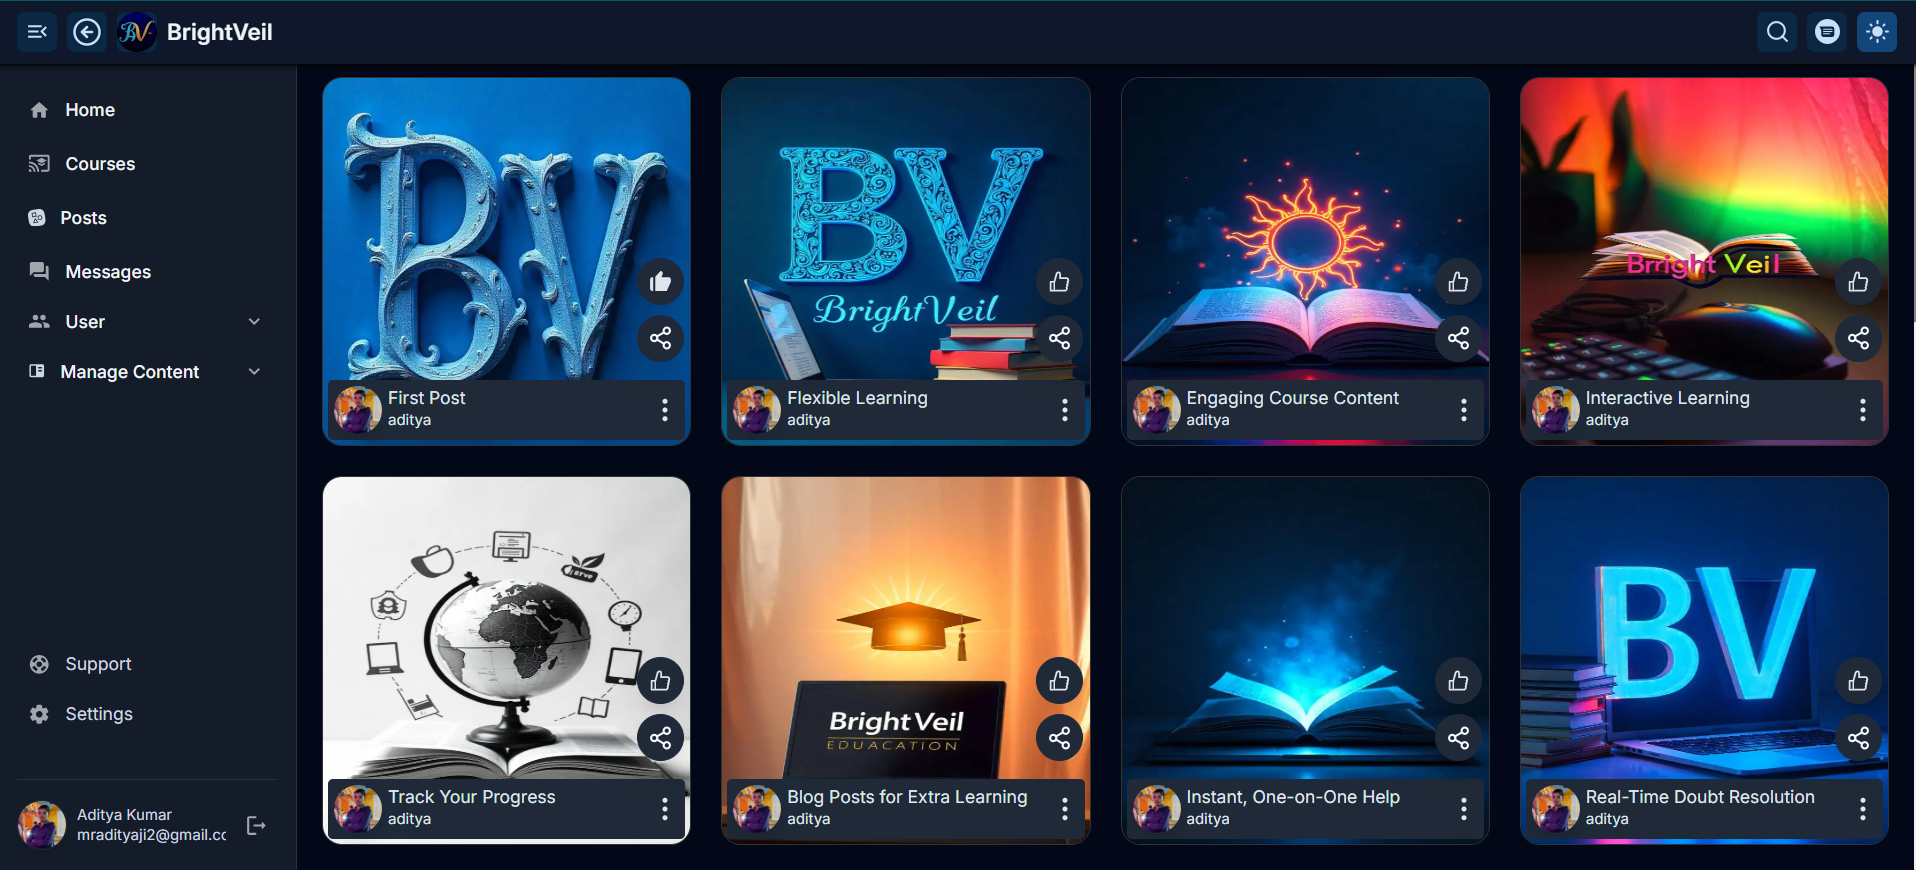 BV BrightVeil
Home
Courses
Posts
Messages
User
Manage Content
Support
Settings
Aditya Kumar
mradityaji2@gmail.cc
BV
First Post
aditya
BV
BrightVeil
Flexible Learning
aditya
Engaging Course Content
aditya
Brright Veil
Interactive Learning
aditya
Track Your Progress
aditya
BrightVeil
EDUACATION
Blog Posts for Extra Learning
aditya
Instant, One-on-One Help
aditya
BV
Real-Time Doubt Resolution
aditya